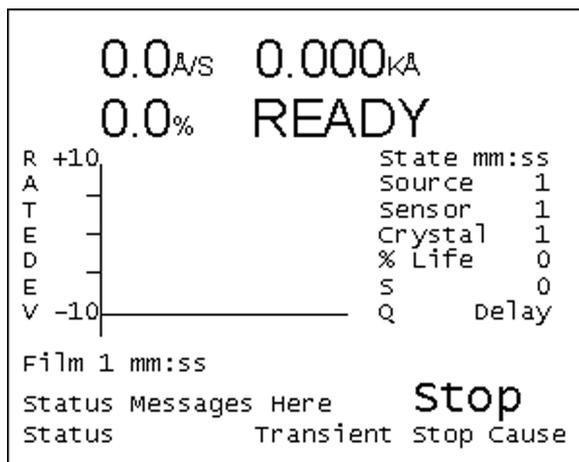 0.0Å/S 0.000KÅ
0.0% READY
RATEDEV
+10
-10
State mm:ss
Source 1
Sensor 1
Crystal 1
% Life 0
S 0
Q Delay
Film 1 mm:ss
Status Messages Here Stop
Status Transient Stop Cause